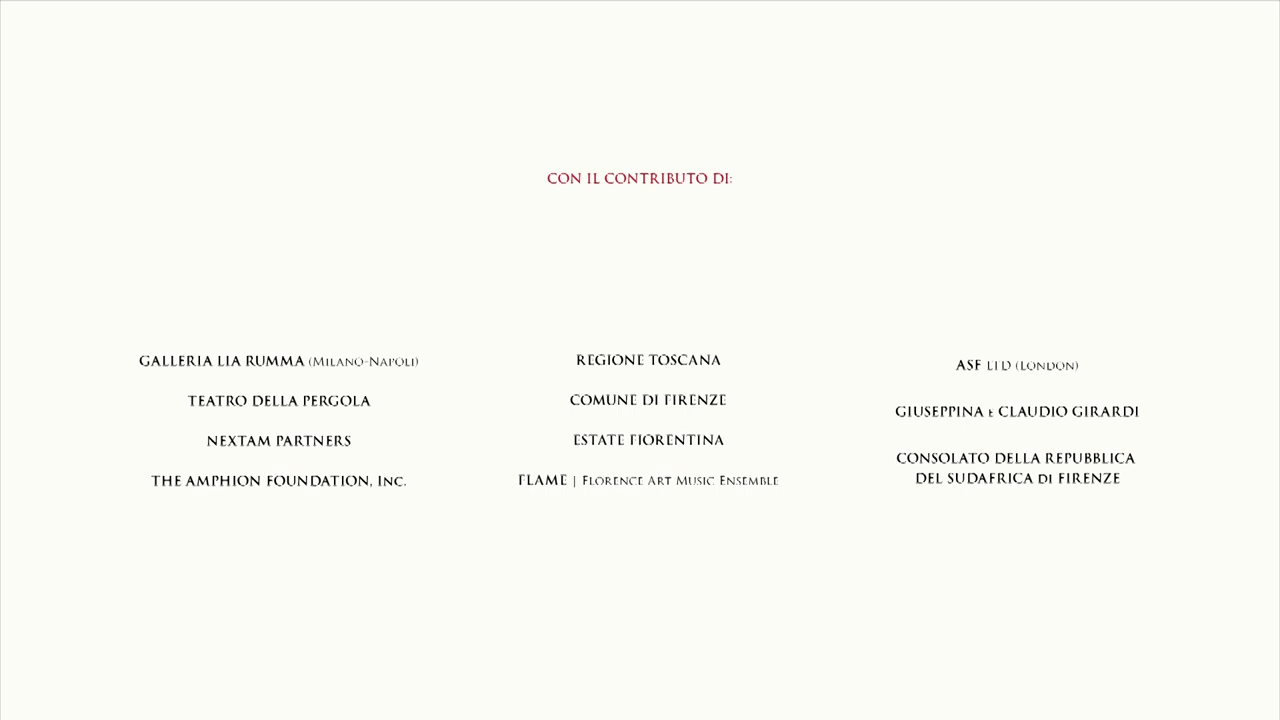 CON IL CONTRIBUTO DI:
GALLERIA LIA RUMMA (MILANO-NAPOLI)
TEATRO DELLA PERGOLA
NEXTAM PARTNERS
THE AMPHION FOUNDATION, INC.
REGIONE TOSCANA
COMUNE DI FIRENZE
ESTATE FIORENTINA
FLAME | FLORENCE ART MUSIC ENSEMBLE
ASF LTD (LONDON)
GIUSEPPINA E CLAUDIO GIRARDI
CONSOLATO DELLA REPUBBLICA
DEL SUDAFRICA DI FIRENZE